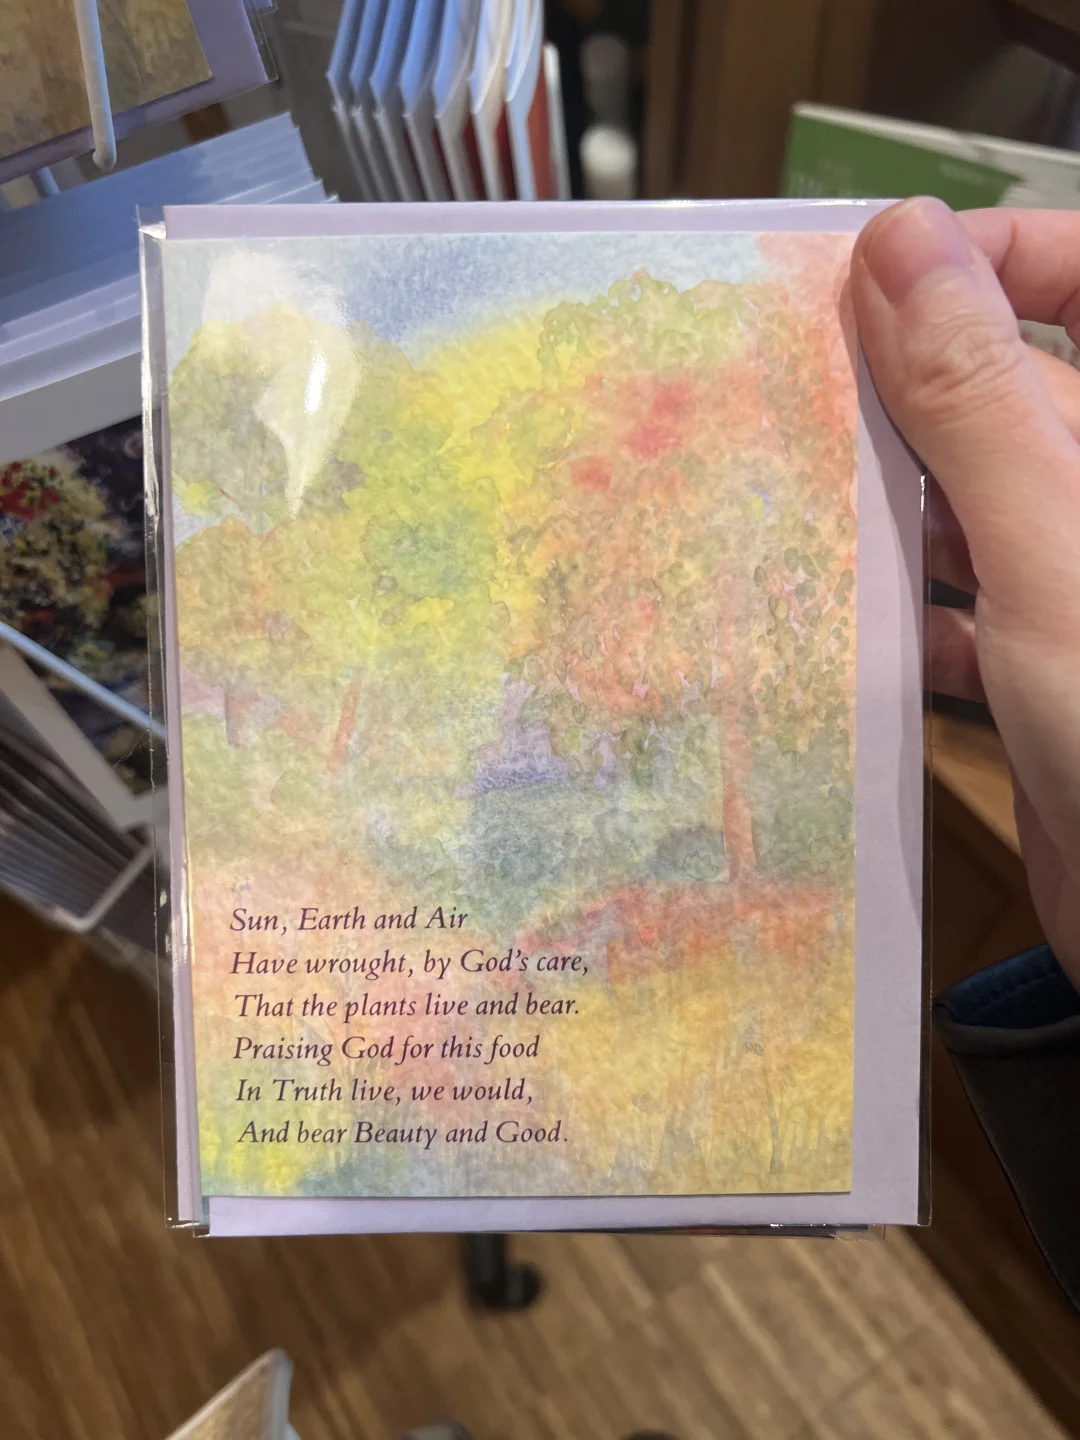 Sun, Earth and Air
Have wrought, by God's care,
That the plants live and bear.
Praising God for this food
In Truth live, we would,
And bear Beauty and Good.